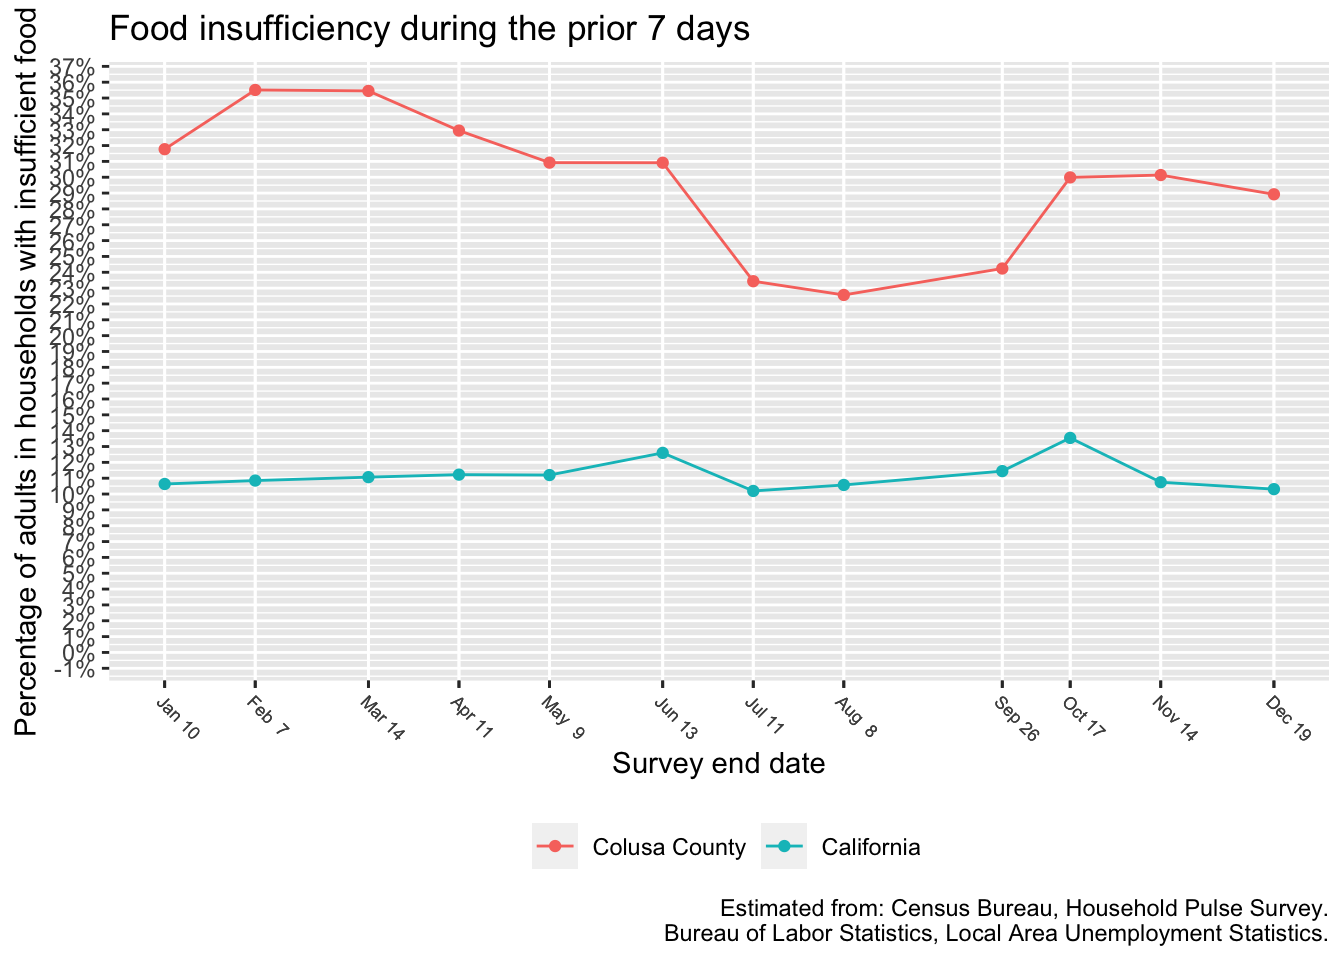 Food insufficiency during the prior 7 days
Percentage of adults in households with insufficient food
37%
36%
35%
34%
33%
32%
31%
30%
29%
28%
27%
26%
25%
24%
23%
22%
21%
20%
19%
18%
17%
16%
15%
14%
13%
12%
11%
10%
9%
8%
7%
6%
5%
4%
3%
2%
1%
0%
-1%
Jan 10
Feb 7
Mar 14
Apr 11
May 9
Jun 13
Jul 11
Aug 8
Sep 26
Oct 17
Nov 14
Dec 19
Survey end date
Colusa County
California
Estimated from: Census Bureau, Household Pulse Survey.
Bureau of Labor Statistics, Local Area Unemployment Statistics.